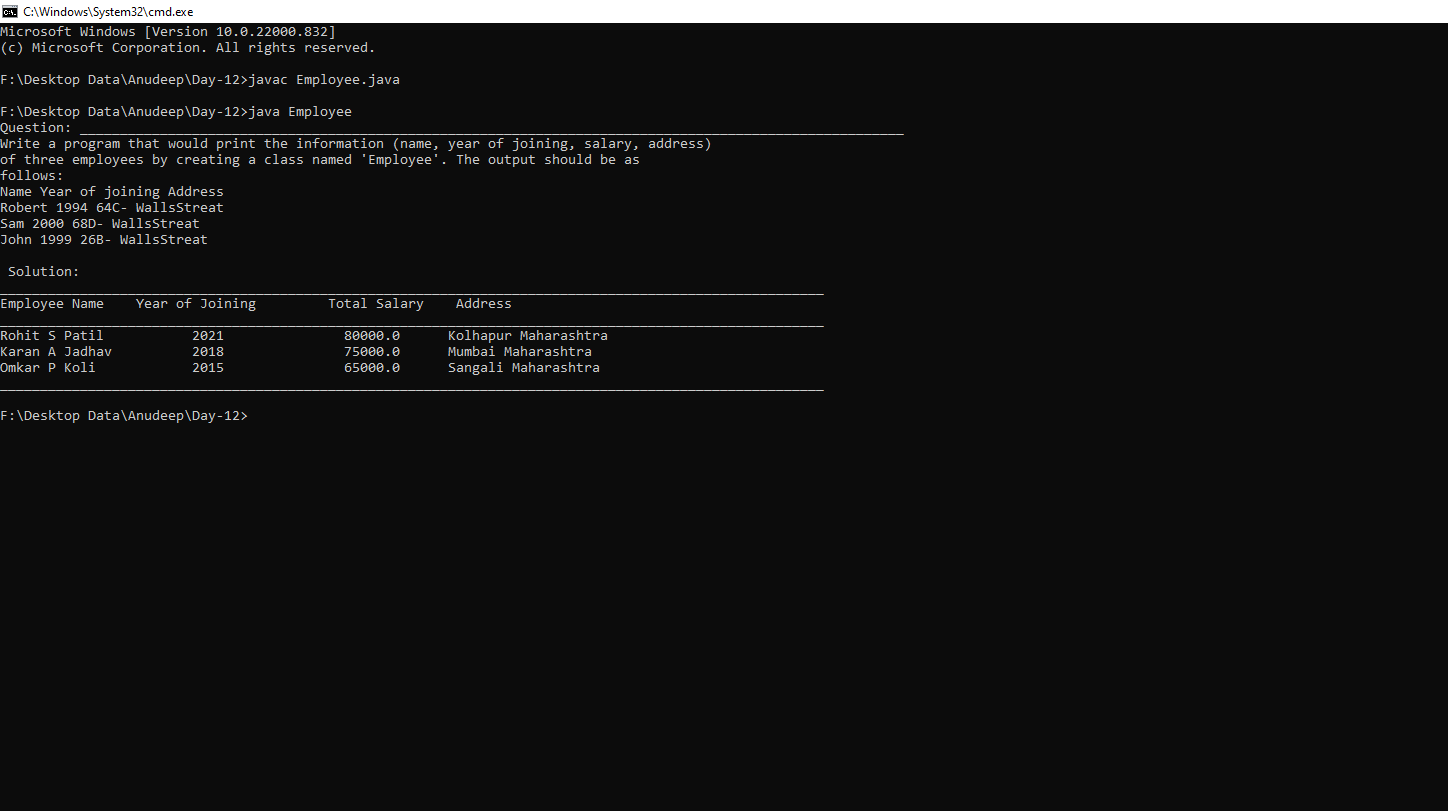 C:\Windows\System32\cmd.exe
Microsoft Windows [Version 10.0.22000.832]
(c) Microsoft Corporation. All rights reserved.
F:\Desktop Data\Anudeep\Day-12>javac Employee.java
F:\Desktop Data\Anudeep\Day-12>java Employee
Question: _______________________________________________________________________________________________________
Write a program that would print the information (name, year of joining, salary, address)
of three employees by creating a class named 'Employee'. The output should be as
follows:
Name Year of joining Address
Robert 1994 64C- WallsStreat
Sam 2000 68D- WallsStreat
John 1999 26B- WallsStreat
Solution:
_______________________________________________________________________________________________________
Employee Name    Year of Joining         Total Salary    Address
_______________________________________________________________________________________________________
Rohit S Patil           2021               80000.0      Kolhapur Maharashtra
Karan A Jadhav          2018               75000.0      Mumbai Maharashtra
Omkar P Koli            2015               65000.0      Sangali Maharashtra
_______________________________________________________________________________________________________
F:\Desktop Data\Anudeep\Day-12>